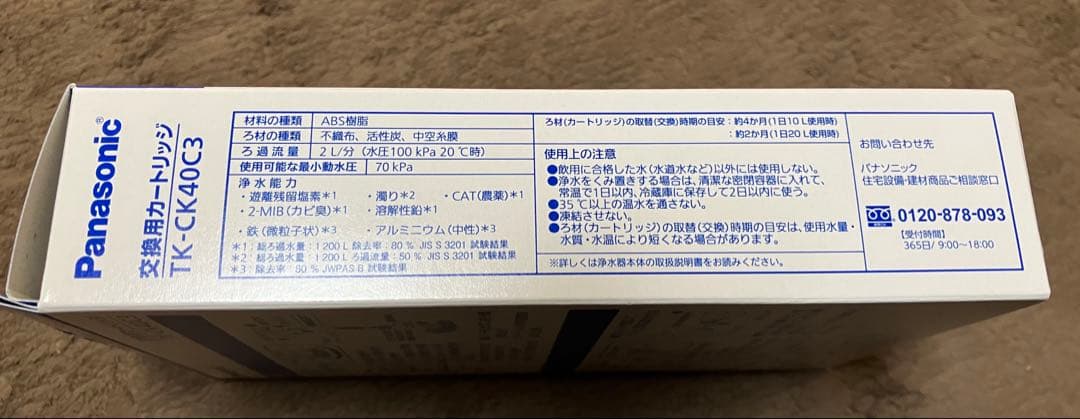 Panasonic®
交換用カートリッジ
TK-CK40C3
材料の種類 ABS樹脂
ろ材の種類 不織布、活性炭、中空糸膜
ろ過流量 2 L/分（水圧100 kPa 20 ℃時）
使用可能な最小動水圧 70 kPa
浄水能力
・遊離残留塩素＊1 ・濁り＊2 ・CAT（農薬）＊1
・2-MIB（カビ臭）＊1 ・溶解性鉛＊1
・鉄（微粒子状）＊3 ・アルミニウム（中性）＊3
＊1：総ろ過水量：1 200 L 除去率：80 % JIS S 3201 試験結果
＊2：総ろ過水量：1 200 L ろ過流量：50 % JIS S 3201 試験結果
＊3：除去率：80 % JWPAS B 試験結果
ろ材（カートリッジ）の取替（交換）時期の目安：約4か月（1日10 L使用時）
：約2か月（1日20 L使用時）
使用上の注意
●飲用に合格した水（水道水など）以外には使用しない。
●浄水をくみ置きする場合は、清潔な密閉容器に入れて、
常温で1日以内、冷蔵庫に保存して2日以内に使う。
●35 ℃以上の温水を通さない。
●凍結させない。
●ろ材（カートリッジ）の取替（交換）時期の目安は、使用水量・
水質・水温により短くなる場合があります。
※詳しくは浄水器本体の取扱説明書をお読みください。
お問い合わせ先
パナソニック
住宅設備・建材商品ご相談窓口
0120-878-093
【受付時間】
365日/ 9:00～18:00